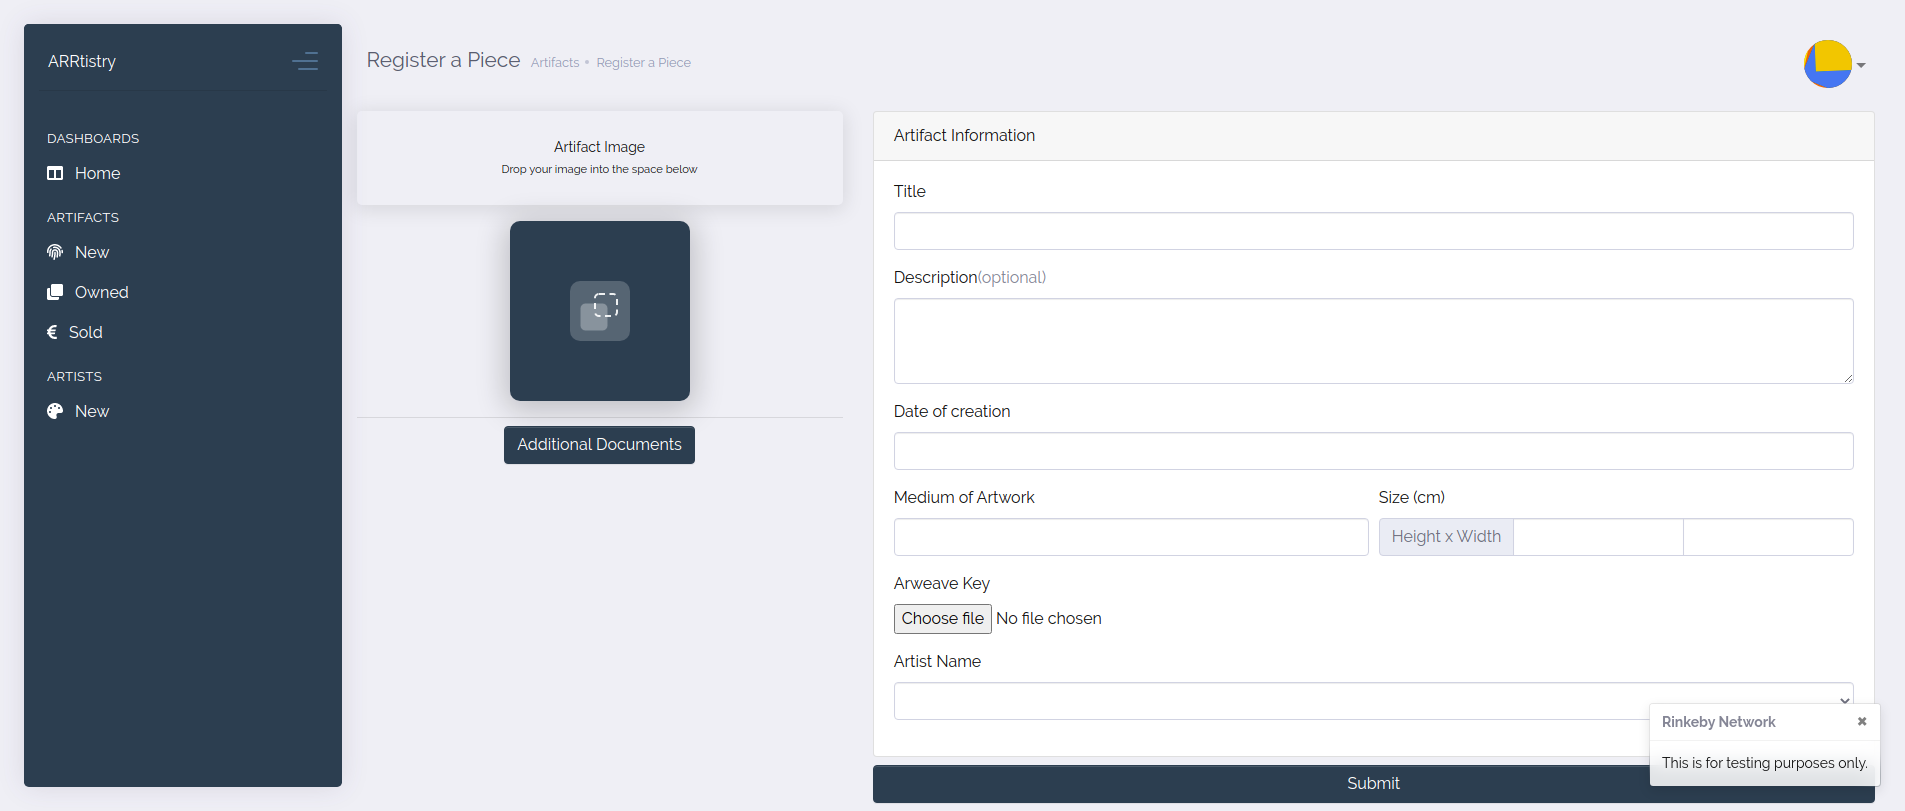 ARRtistry
DASHBOARDS
Home
ARTIFACTS
New
Owned
Sold
ARTISTS
New
Register a Piece Artifacts • Register a Piece
Artifact Image
Drop your image into the space below
Additional Documents
Artifact Information
Title
Description(optional)
Date of creation
Medium of Artwork
Size (cm)
Height x Width
Arweave Key
Choose file No file chosen
Artist Name
Submit
Rinkeby Network ×
This is for testing purposes only.